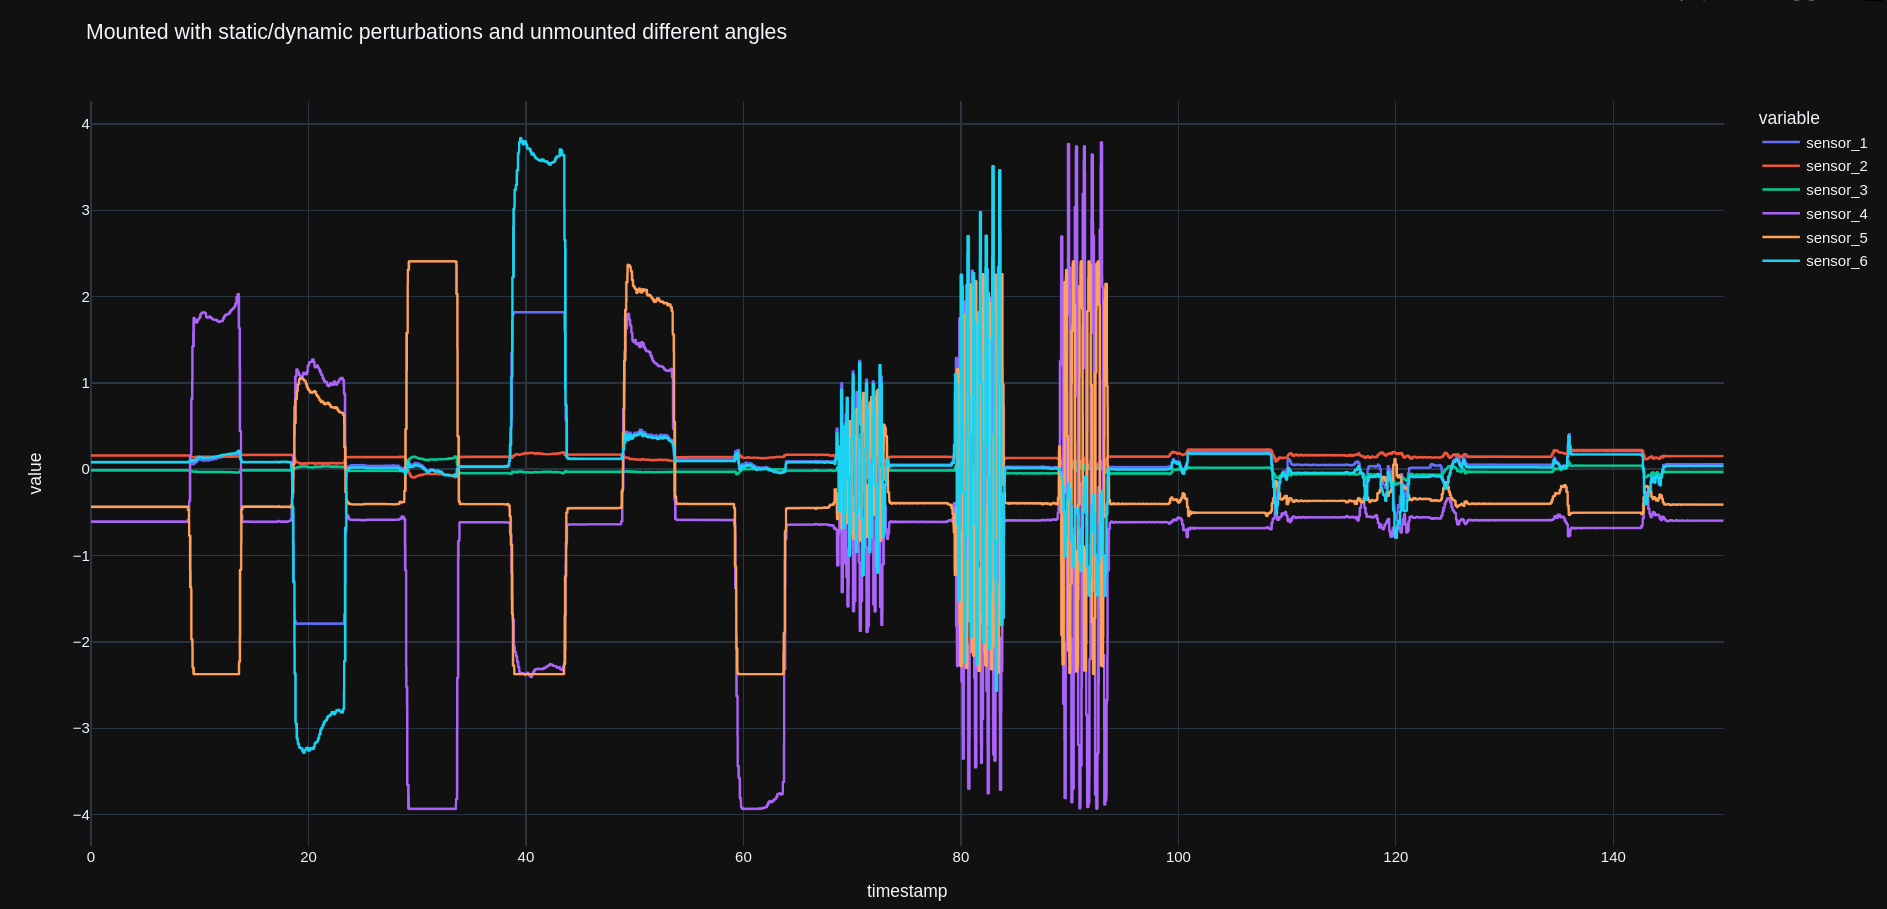 Mounted with static/dynamic perturbations and unmounted different angles
variable
sensor_1
sensor_2
sensor_3
sensor_4
sensor_5
sensor_6
value
4
3
2
1
0
−1
−2
−3
−4
0 20 40 60 80 100 120 140
timestamp